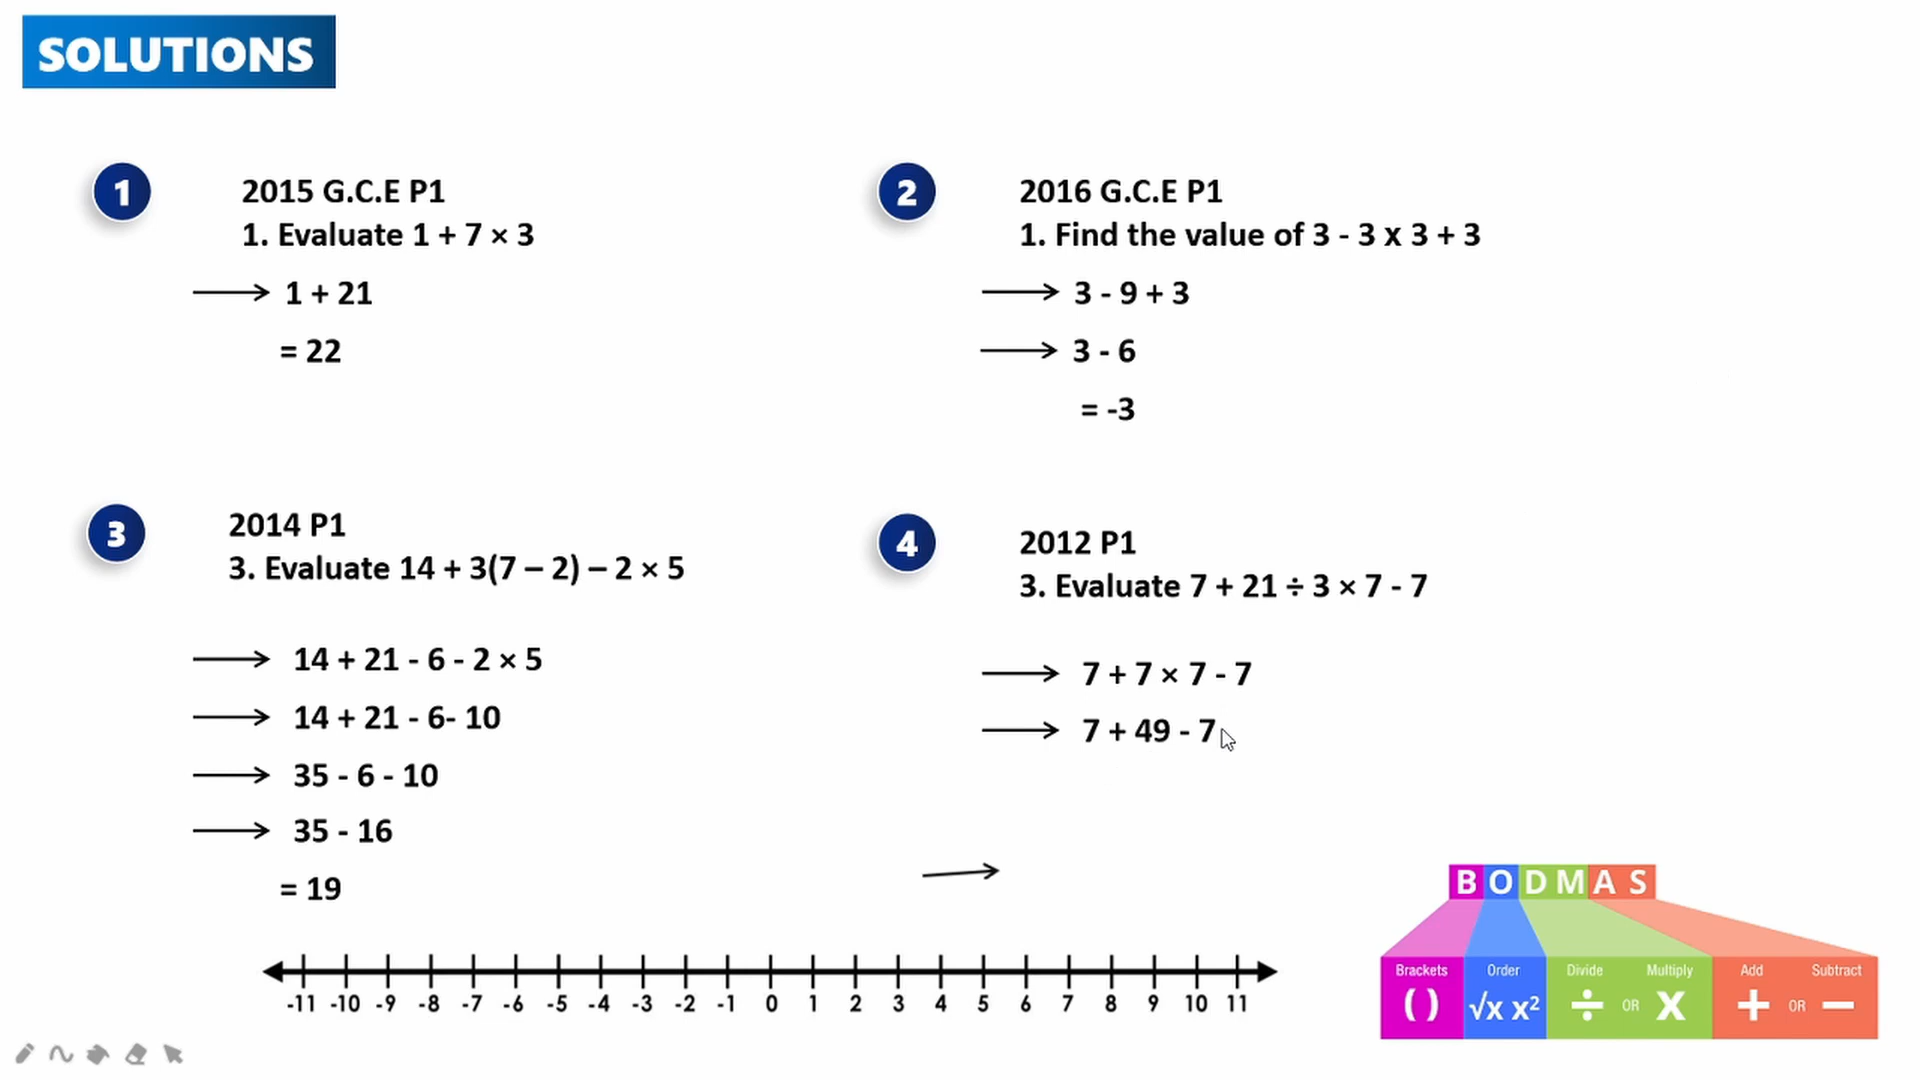 SOLUTIONS
1
2015 G.C.E P1
1. Evaluate 1 + 7 × 3
1 + 21
= 22
2
2016 G.C.E P1
1. Find the value of 3 - 3 x 3 + 3
3 - 9 + 3
3 - 6
= -3
3
2014 P1
3. Evaluate 14 + 3(7 – 2) – 2 × 5
14 + 21 - 6 - 2 × 5
14 + 21 - 6- 10
35 - 6 - 10
35 - 16
= 19
4
2012 P1
3. Evaluate 7 + 21 ÷ 3 × 7 - 7
7 + 7 × 7 - 7
7 + 49 - 7
-11 -10 -9 -8 -7 -6 -5 -4 -3 -2 -1 0 1 2 3 4 5 6 7 8 9 10 11
BODMAS
Brackets Order Divide Multiply Add Subtract
( ) √x x² ÷ OR X + OR −